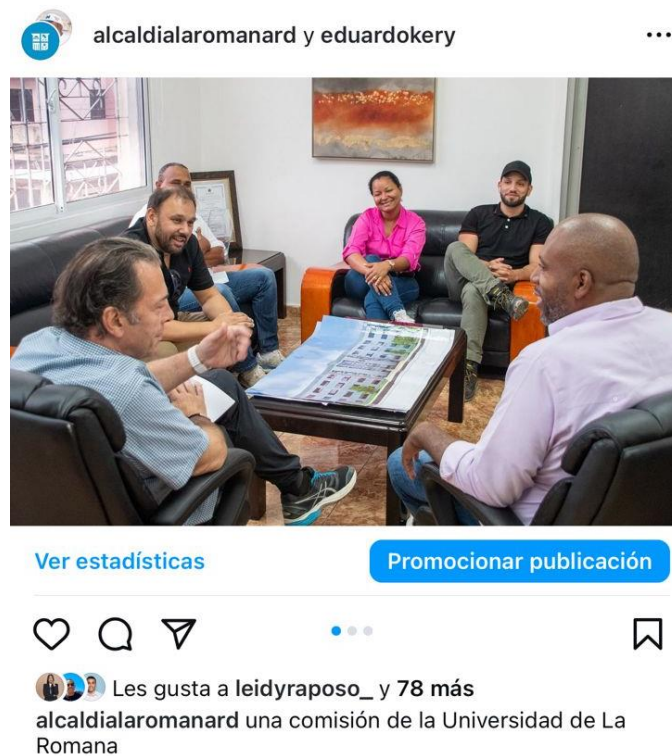 alcaldialaromanard y eduardokery
Ver estadísticas
Promocionar publicación
Les gusta a leidyraposo_ y 78 más
alcaldialaromanard una comisión de la Universidad de La
Romana